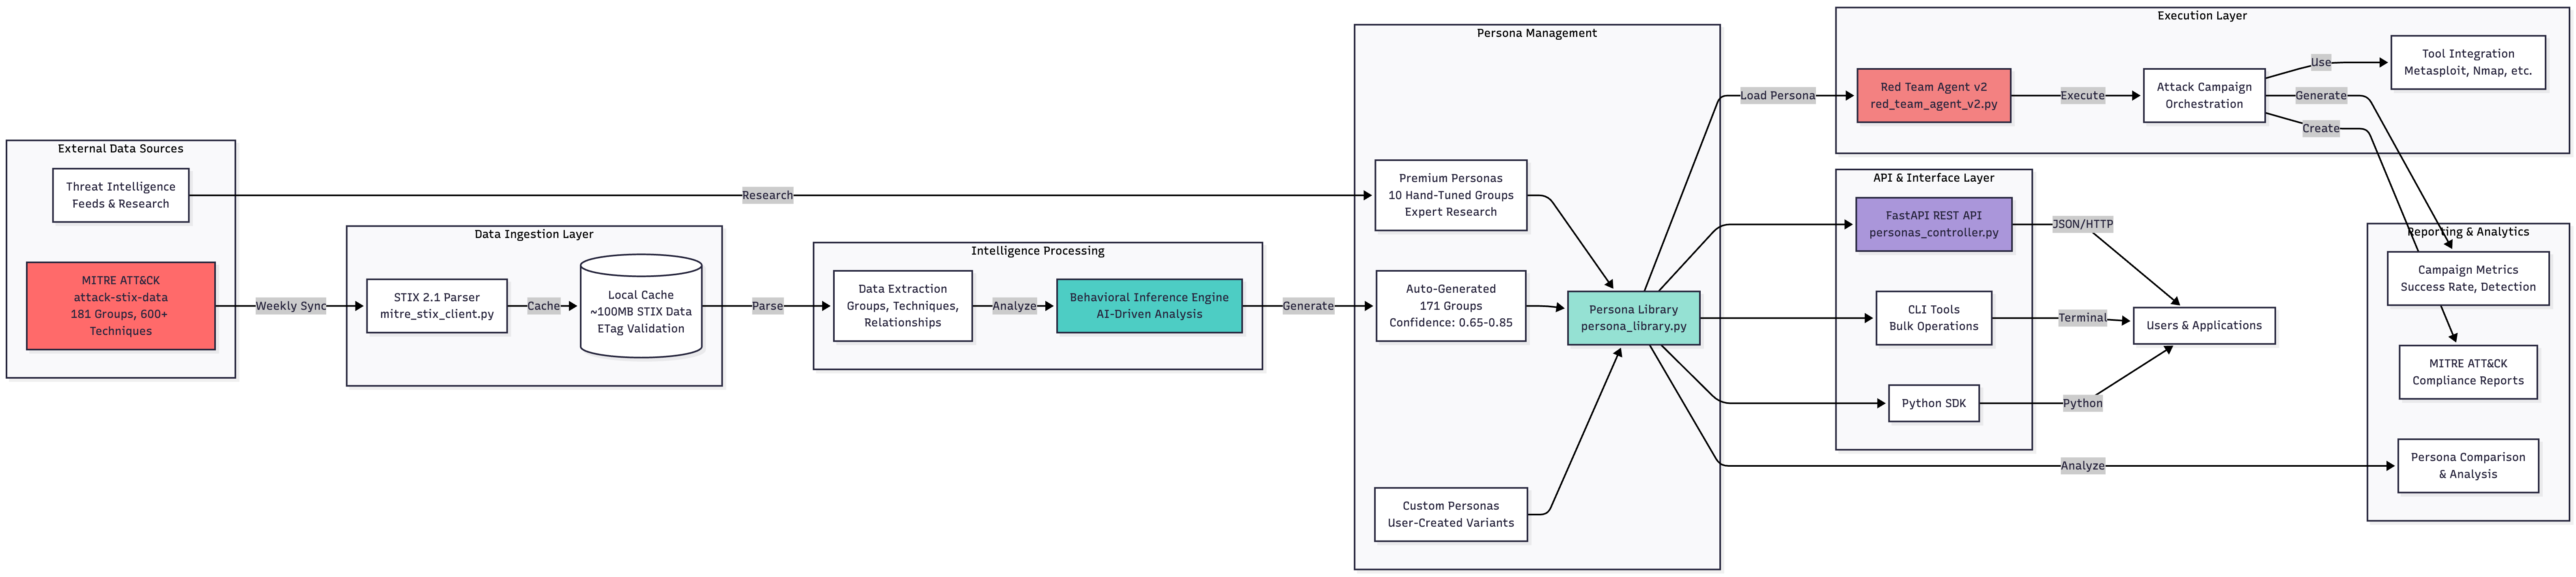 External Data Sources
Threat Intelligence
Feeds & Research
MITRE ATT&CK
attack-stix-data
181 Groups, 600+
Techniques
Research
Weekly Sync
Data Ingestion Layer
STIX 2.1 Parser
mitre_stix_client.py
Cache
Local Cache
~100MB STIX Data
ETag Validation
Parse
Intelligence Processing
Data Extraction
Groups, Techniques,
Relationships
Analyze
Behavioral Inference Engine
AI-Driven Analysis
Generate
Persona Management
Premium Personas
10 Hand-Tuned Groups
Expert Research
Auto-Generated
171 Groups
Confidence: 0.65-0.85
Custom Personas
User-Created Variants
Persona Library
persona_library.py
Load Persona
Execution Layer
Red Team Agent v2
red_team_agent_v2.py
Execute
Attack Campaign
Orchestration
Use
Generate
Create
Tool Integration
Metasploit, Nmap, etc.
API & Interface Layer
FastAPI REST API
personas_controller.py
CLI Tools
Bulk Operations
Python SDK
JSON/HTTP
Terminal
Python
Users & Applications
Analyze
Reporting & Analytics
Campaign Metrics
Success Rate, Detection
MITRE ATT&CK
Compliance Reports
Persona Comparison
& Analysis